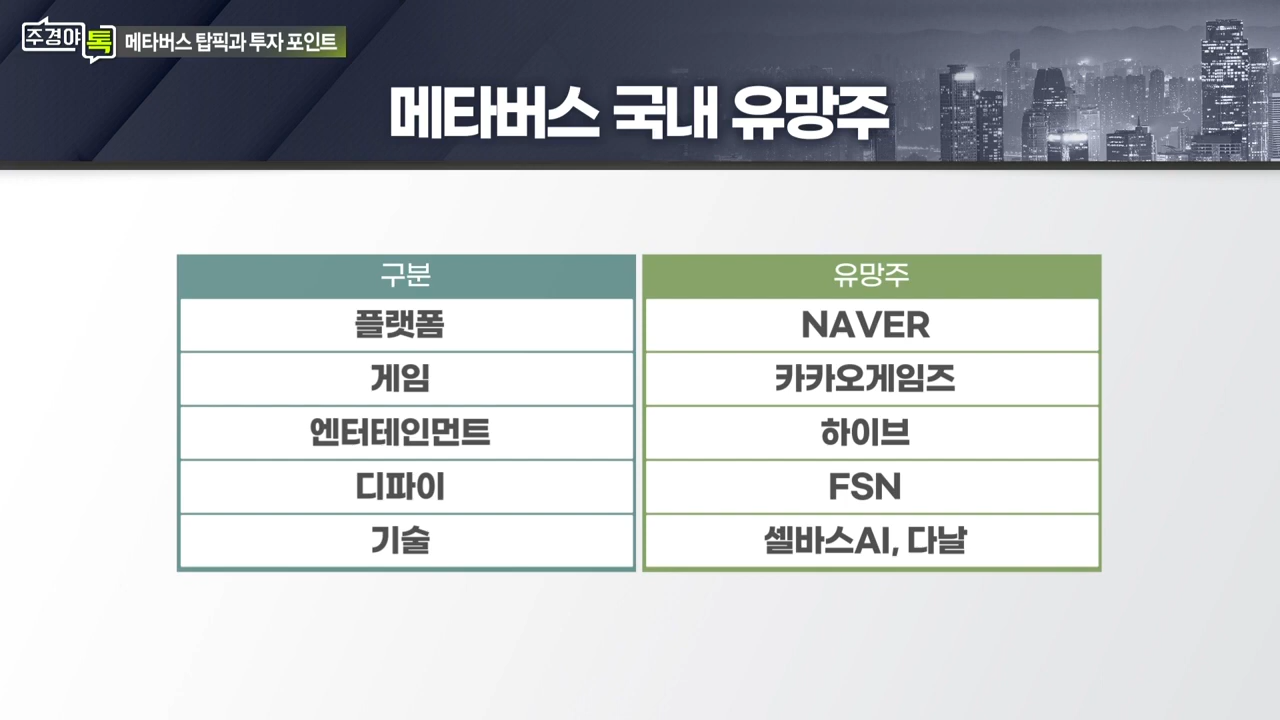 주경야톡 메타버스 탑픽과 투자 포인트
메타버스 국내 유망주
구분 유망주
플랫폼 NAVER
게임 카카오게임즈
엔터테인먼트 하이브
디파이 FSN
기술 셀바스AI, 다날